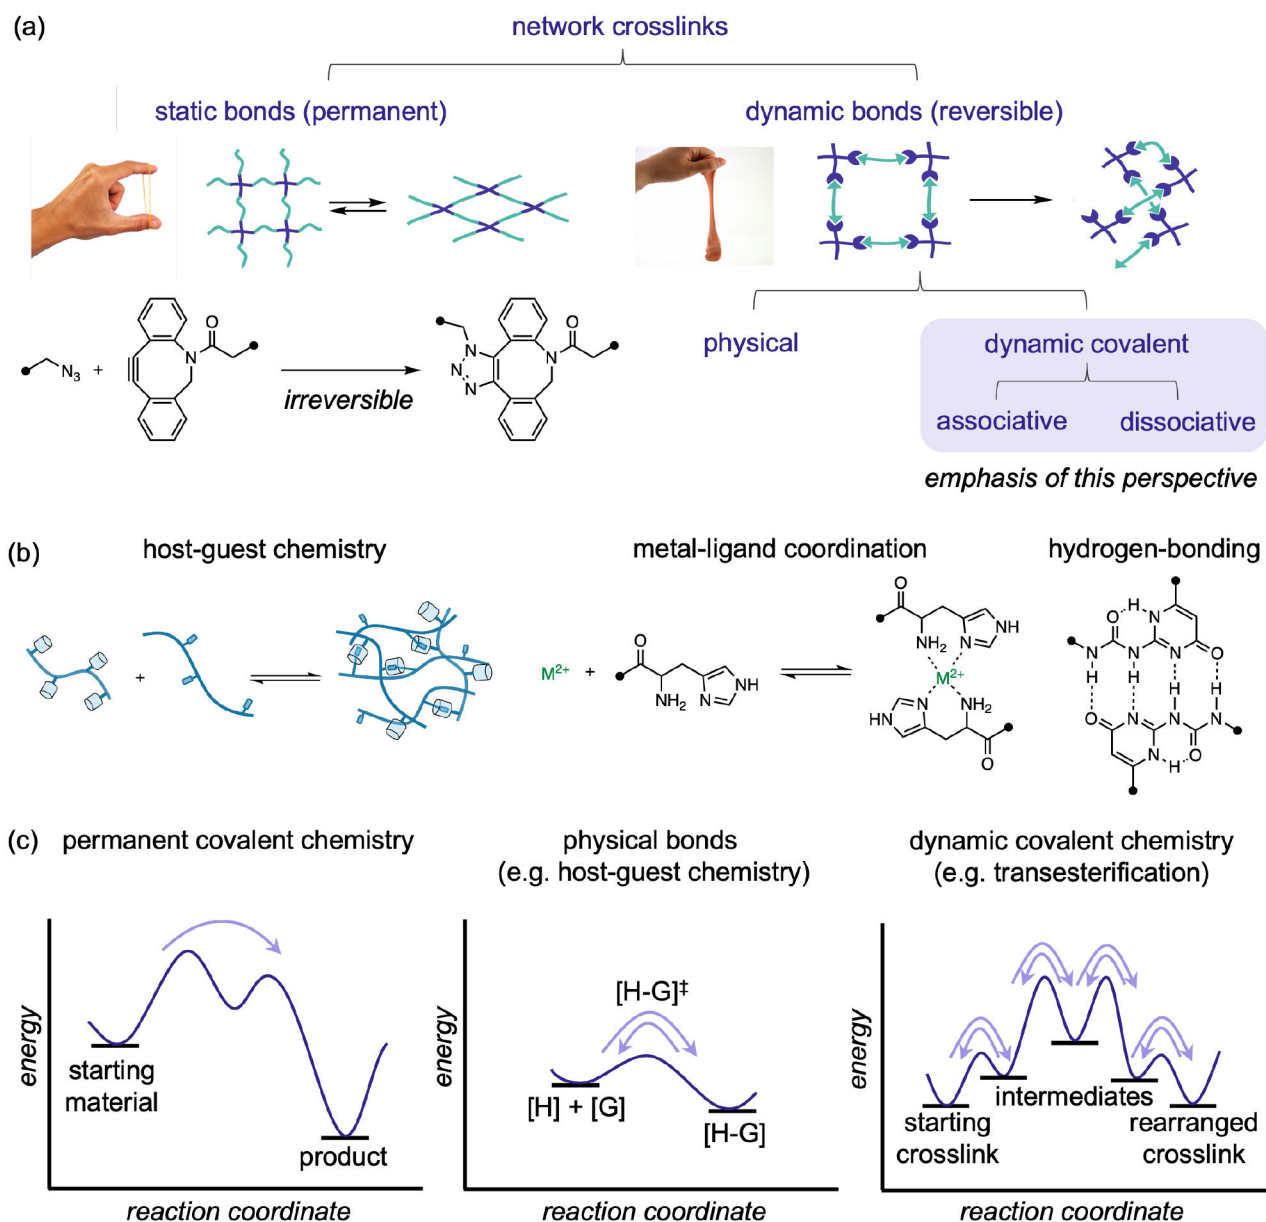 (a)
network crosslinks
static bonds (permanent)
dynamic bonds (reversible)
N₃
+
N
O
irreversible
N
N
N
N
O
physical
dynamic covalent
associative
dissociative
emphasis of this perspective
(b)
host-guest chemistry
metal-ligand coordination
hydrogen-bonding
+
M²⁺
+
O
NH₂
N
NH
O
NH₂
N
NH
M²⁺
HN
N
NH₂
O
O
H
N
N
H
N
H
N
O
H
H
O
N
N
H
N
H
N
H
O
(c)
permanent covalent chemistry
physical bonds
(e.g. host-guest chemistry)
dynamic covalent chemistry
(e.g. transesterification)
energy
starting
material
product
reaction coordinate
energy
[H-G]‡
[H] + [G]
[H-G]
reaction coordinate
energy
intermediates
starting
crosslink
rearranged
crosslink
reaction coordinate